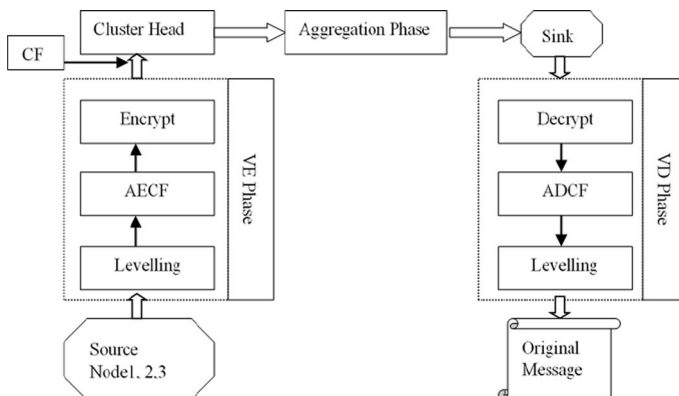 Cluster Head
Aggregation Phase
Sink
CF
Encrypt
AECF
Levelling
VE Phase
Source
Node1, 2,3
Decrypt
ADCF
Levelling
VD Phase
Original
Message